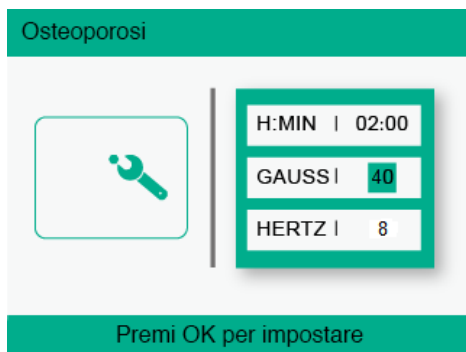 Osteoporosi
H:MIN | 02:00
GAUSS | 40
HERTZ | 8
Premi OK per impostare